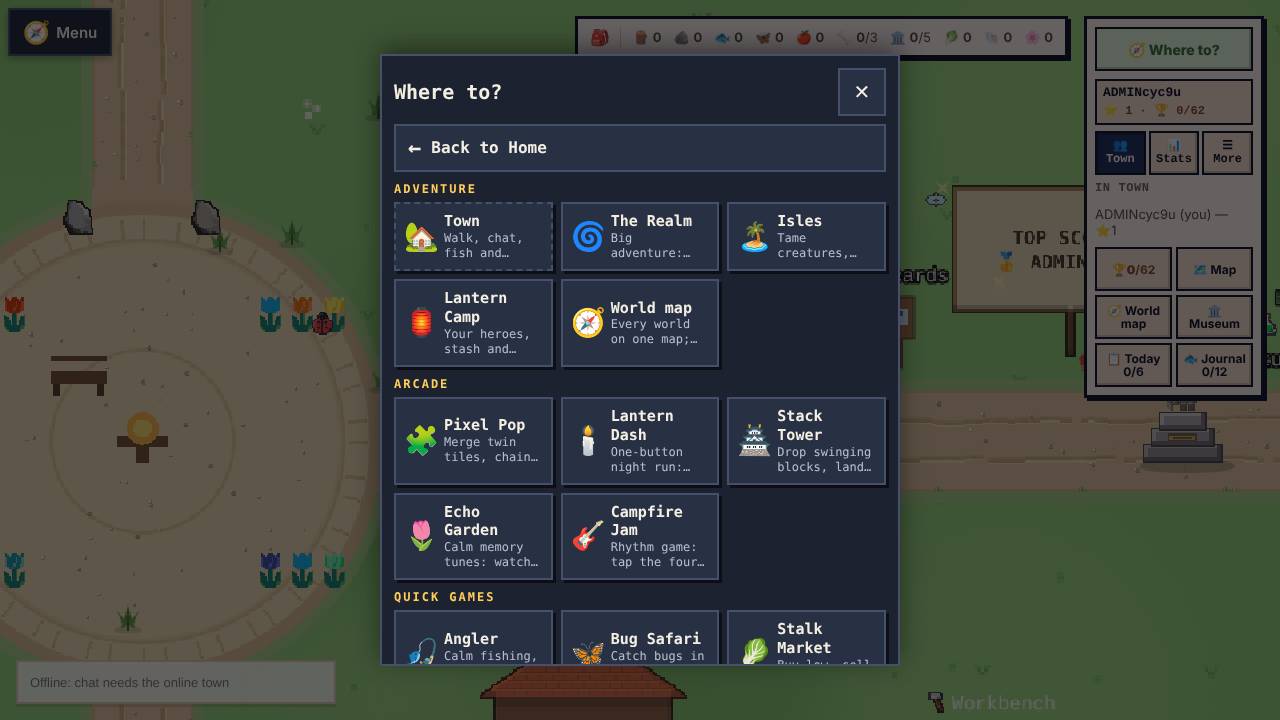 Menu
0 0 0 0 0 0/3 0/5 0 0 0
Where to?
← Back to Home
ADVENTURE
Town
Walk, chat,
fish and…
The Realm
Big
adventure:…
Isles
Tame
creatures,…
Lantern
Camp
Your heroes,
stash and…
World map
Every world
on one map;…
ARCADE
Pixel Pop
Merge twin
tiles, chain…
Lantern
Dash
One-button
night run:…
Stack
Tower
Drop swinging
blocks, land…
Echo
Garden
Calm memory
tunes: watch…
Campfire
Jam
Rhythm game:
tap the four…
QUICK GAMES
Angler
Calm fishing,
Bug Safari
Catch bugs in
Stalk
Market
Where to?
ADMINcyc9u
1 · 0/62
Town
Stats
More
IN TOWN
ADMINcyc9u (you) —
1
0/62
Map
World
map
Museum
Today
0/6
Journal
0/12
TOP SC
ADMIN
ards
Offline: chat needs the online town
Workbench